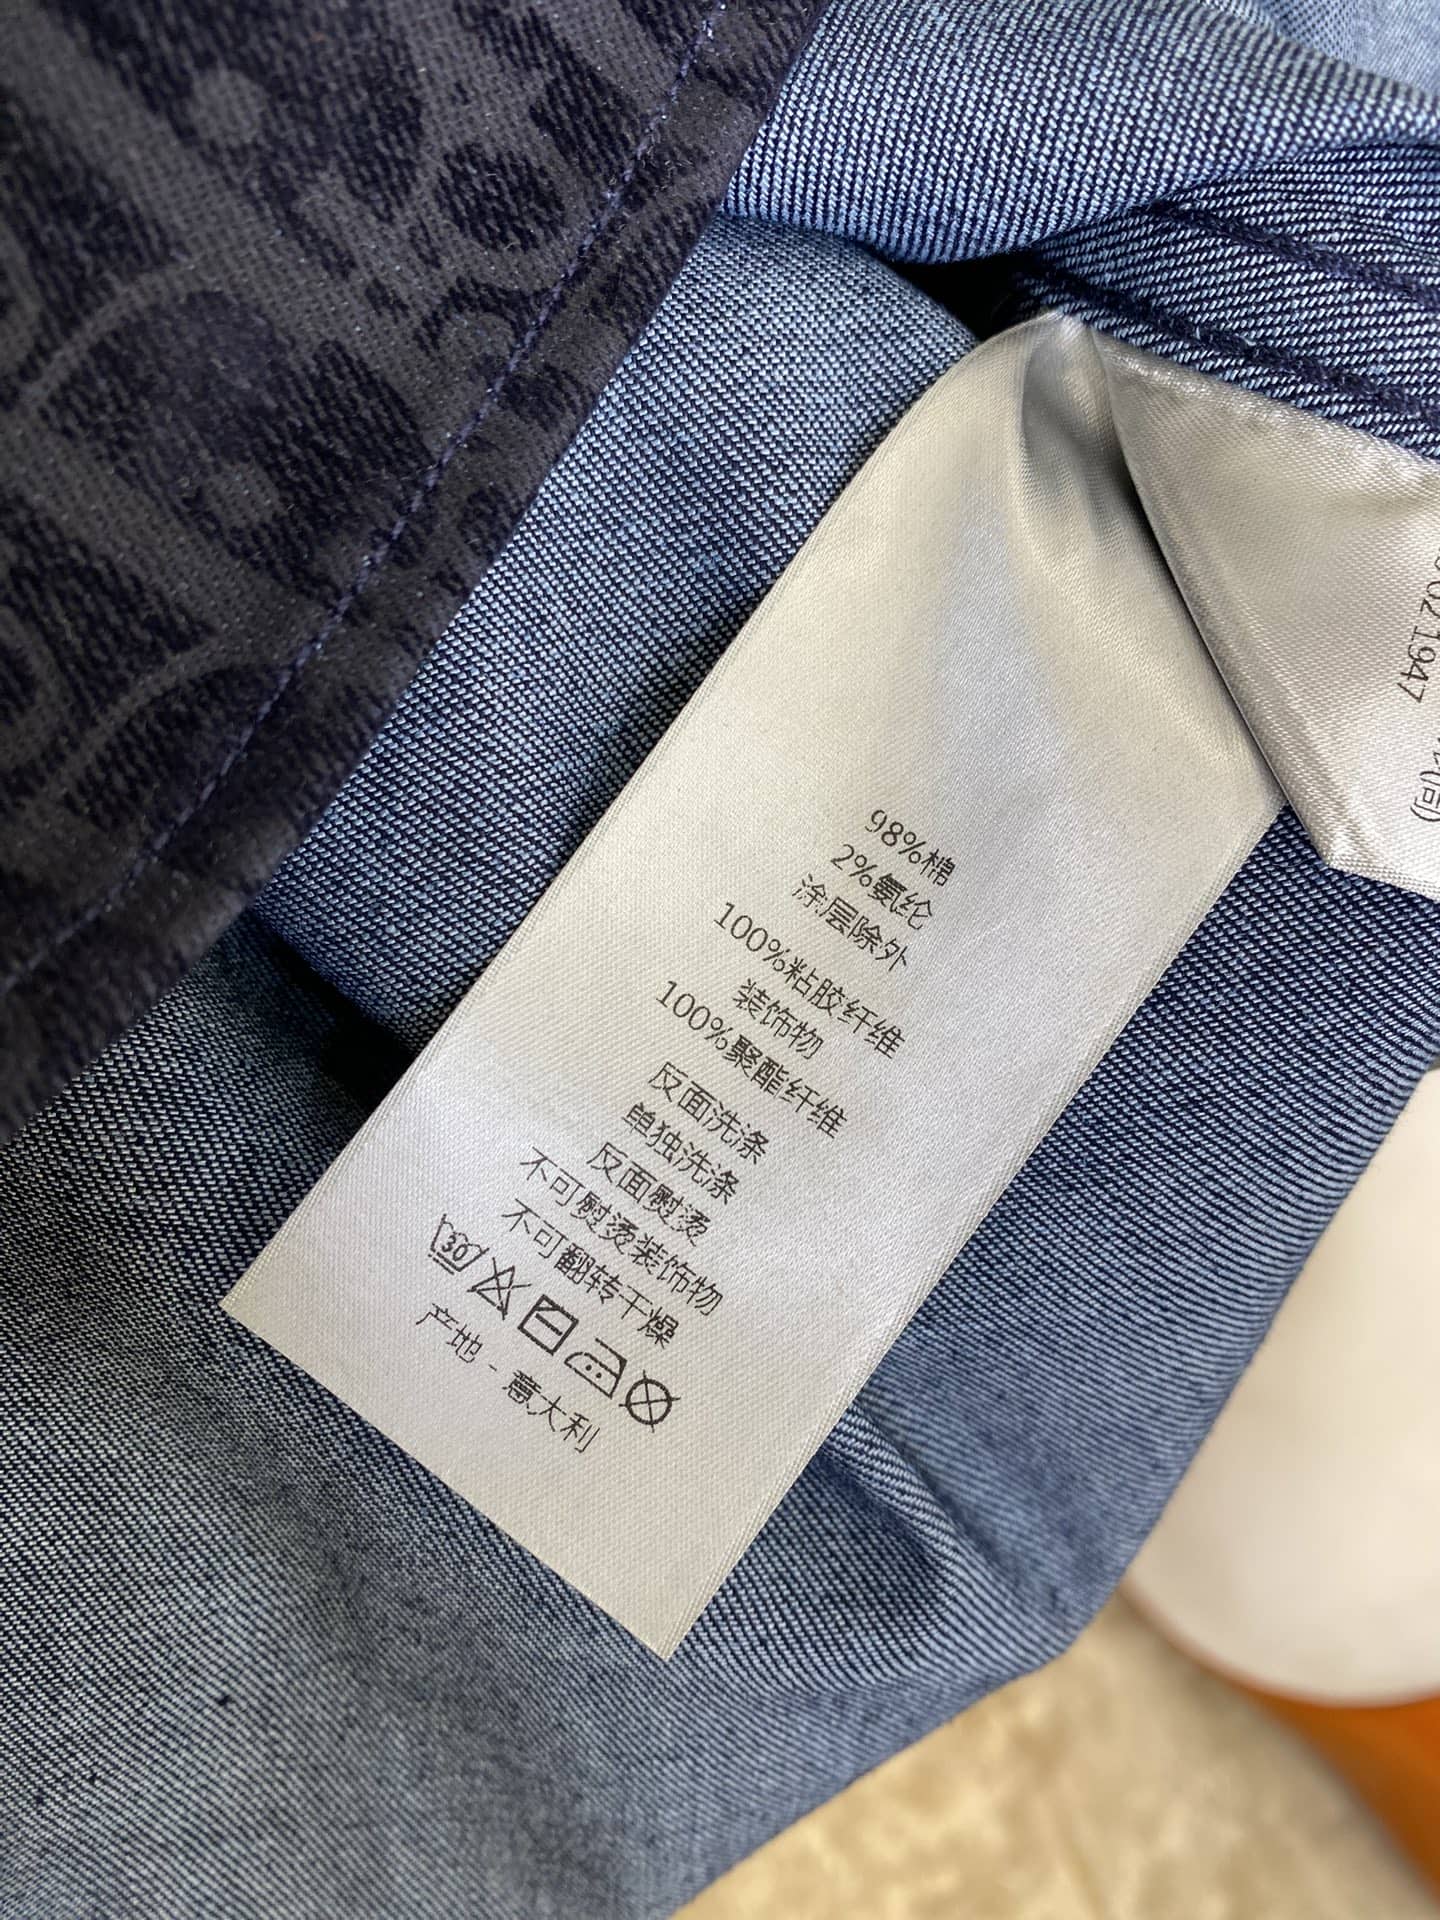 98%棉
2%氨纶
涂层除外
100%粘胶纤维
装饰物
100%聚酯纤维
反面洗涤
单独洗涤
反面熨烫
不可熨烫装饰物
不可翻转干燥
30
产地 - 意大利
021947